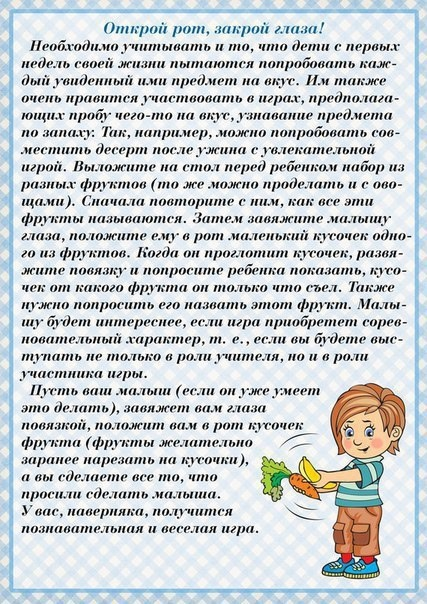 Открой рот, закрой глаза!
Необходимо учитывать и то, что дети с первых
недель своей жизни пытаются попробовать каж-
дый увиденный ими предмет на вкус. Им также
очень нравится участвовать в играх, предполага-
ющих пробу чего-то на вкус, узнавание предмета
по запаху. Так, например, можно попробовать сов-
местить десерт после ужина с увлекательной
игрой. Выложите на стол перед ребенком набор из
разных фруктов (то же можно проделать и с ово-
щами). Сначала повторите с ним, как все эти
фрукты называются. Затем завяжите малышу
глаза, положите ему в рот маленький кусочек одно-
го из фруктов. Когда он проглотит кусочек, развя-
жите повязку и попросите ребенка показать, кусо-
чек от какого фрукта он только что съел. Также
нужно попросить его назвать этот фрукт. Малы-
шу будет интереснее, если игра приобретет сорев-
новательный характер, т. е., если вы будете выс-
тупать не только в роли учителя, но и в роли
участника игры.
Пусть ваш малыш (если он уже умеет
это делать), завяжет вам глаза
повязкой, положит вам в рот кусочек
фрукта (фрукты желательно
заранее нарезать на кусочки),
а вы сделаете все то, что
просили сделать малыша.
У вас, наверняка, получится
познавательная и веселая игра.